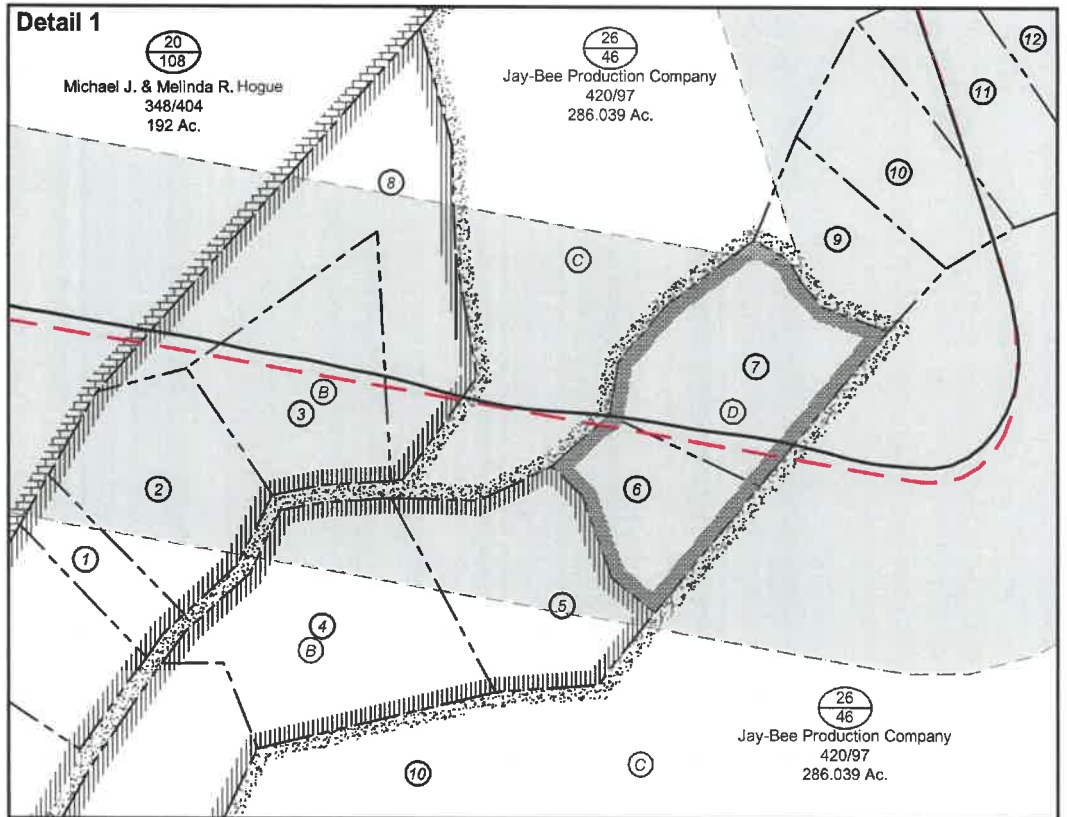 Detail 1
20
108
Michael J. & Melinda R. Hogue
348/404
192 Ac.
26
46
Jay-Bee Production Company
420/97
286.039 Ac.
12
11
10
9
8
C
7
D
B
3
2
6
1
5
4
B
10
C
26
46
Jay-Bee Production Company
420/97
286.039 Ac.